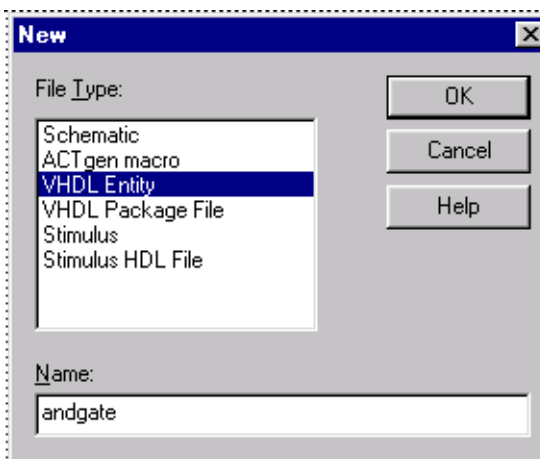 New
File Type:
Schematic
ACTgen macro
VHDL Entity
VHDL Package File
Stimulus
Stimulus HDL File
OK
Cancel
Help
Name:
andgate